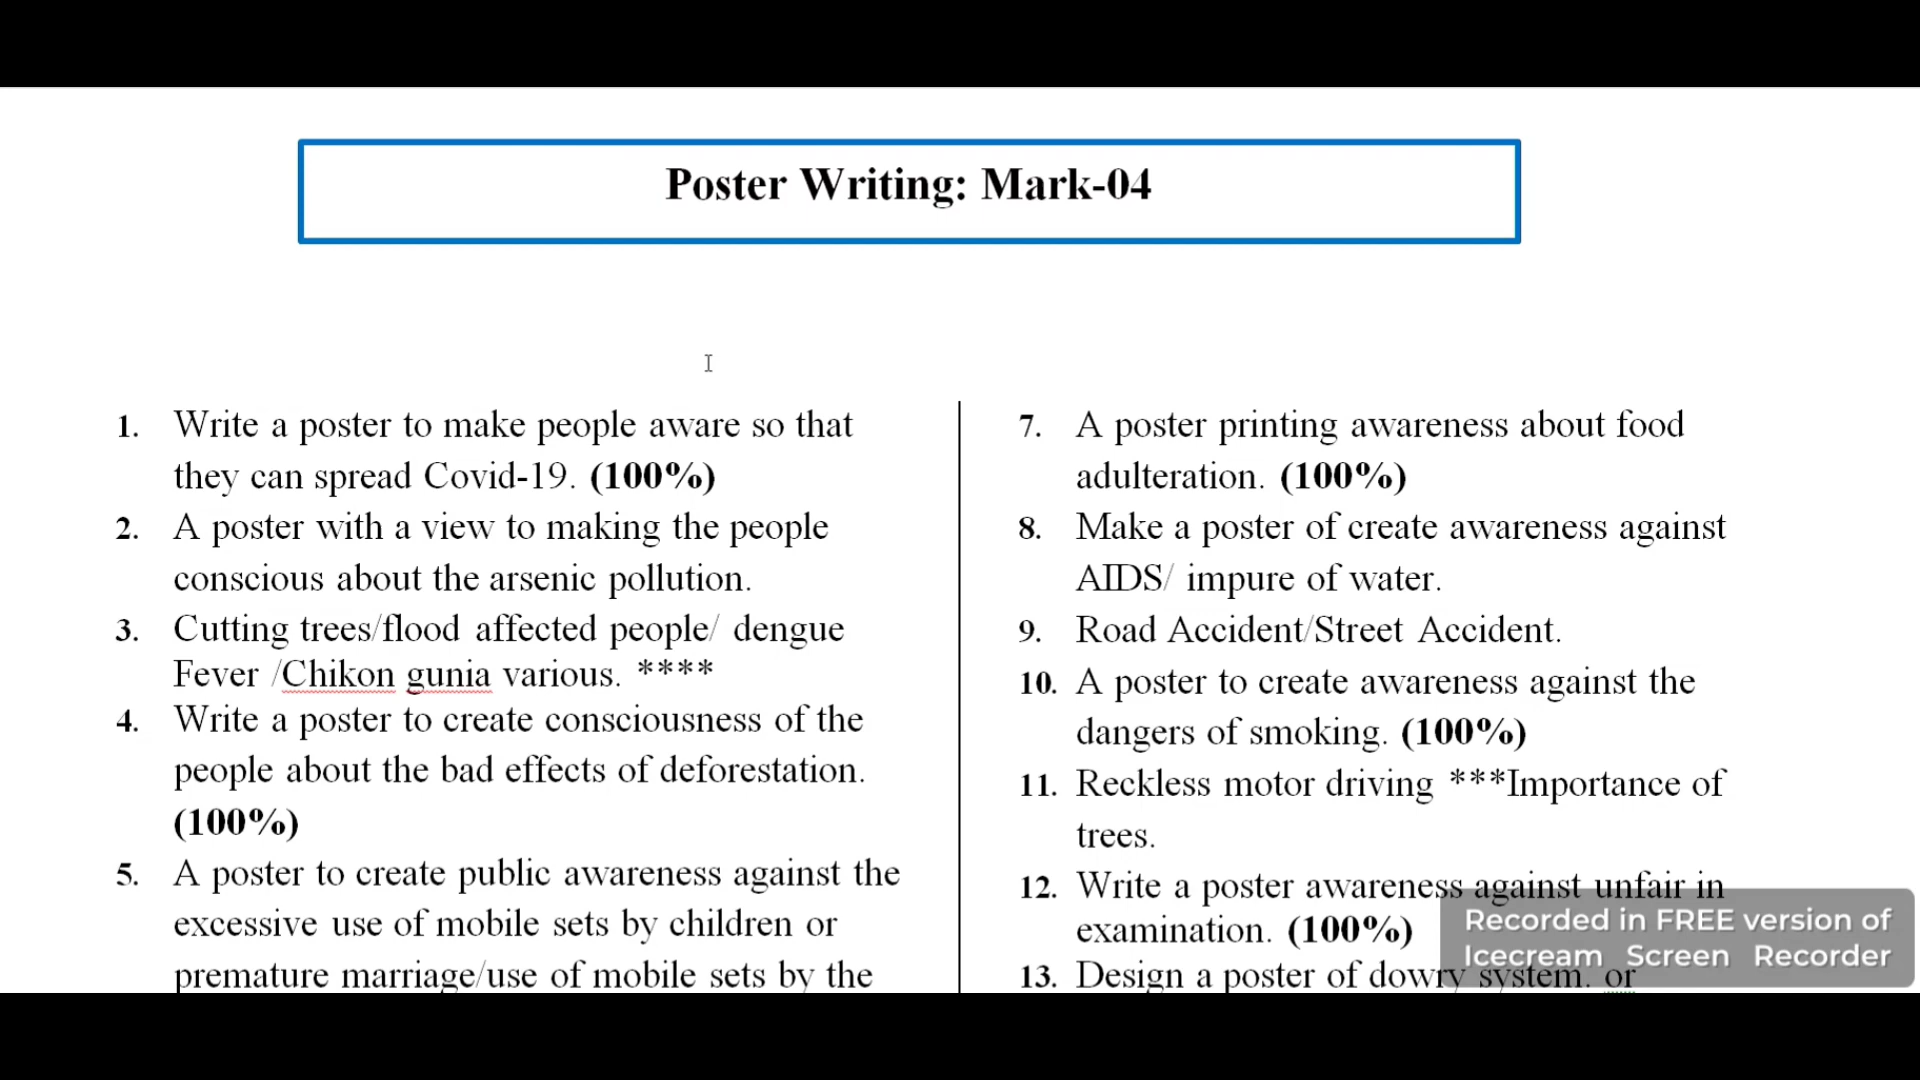 Poster Writing: Mark-04
1. Write a poster to make people aware so that
they can spread Covid-19. (100%)
2. A poster with a view to making the people
conscious about the arsenic pollution.
3. Cutting trees/flood affected people/ dengue
Fever /Chikon gunia various. ****
4. Write a poster to create consciousness of the
people about the bad effects of deforestation.
(100%)
5. A poster to create public awareness against the
excessive use of mobile sets by children or
premature marriage/use of mobile sets by the
7. A poster printing awareness about food
adulteration. (100%)
8. Make a poster of create awareness against
AIDS/ impure of water.
9. Road Accident/Street Accident.
10. A poster to create awareness against the
dangers of smoking. (100%)
11. Reckless motor driving ***Importance of
trees.
12. Write a poster awareness against unfair in
examination. (100%)
13. Design a poster of dowry system. or
Recorded in FREE version of
Icecream Screen Recorder